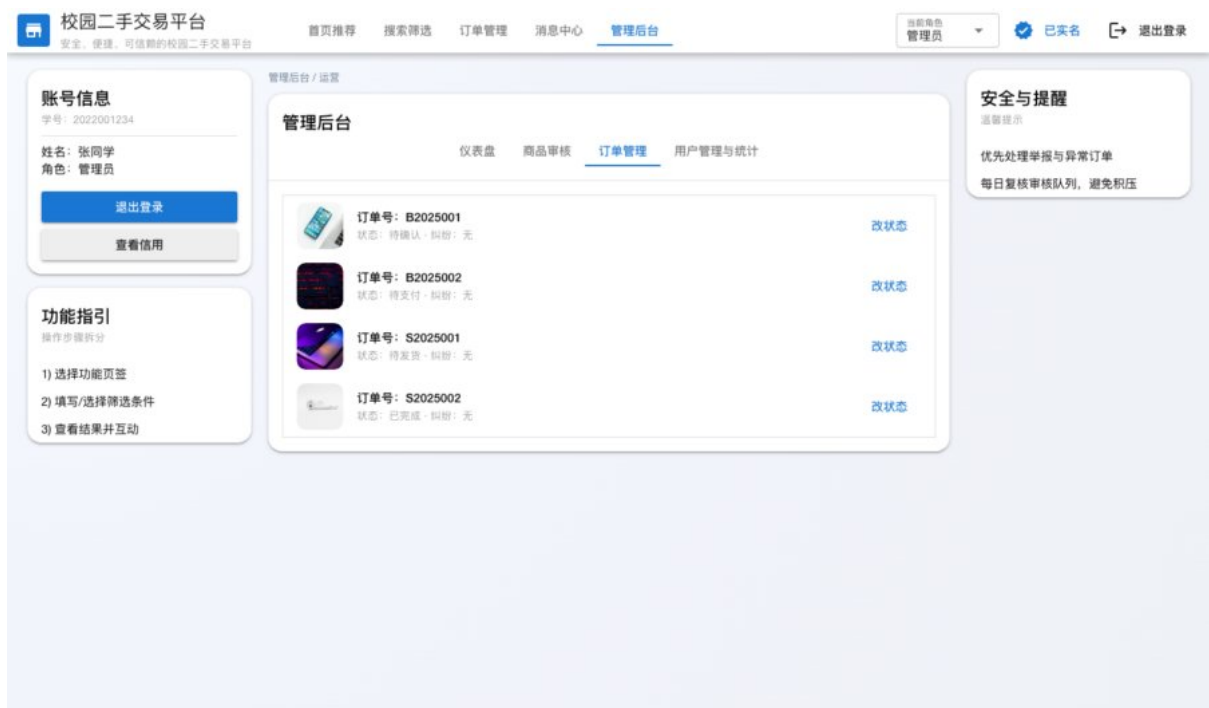 校园二手交易平台
安全、便捷、可信赖的校园二手交易平台
首页推荐 搜索筛选 订单管理 消息中心 管理后台
当前角色
管理员
已实名
退出登录
账号信息
学号：2022001234
姓名：张同学
角色：管理员
退出登录
查看信用
功能指引
操作步骤拆分
1) 选择功能页签
2) 填写/选择筛选条件
3) 查看结果并互动
管理后台 / 运营
管理后台
仪表盘 商品审核 订单管理 用户管理与统计
订单号：B2025001
状态：待确认 · 纠纷：无
改状态
订单号：B2025002
状态：待支付 · 纠纷：无
改状态
订单号：S2025001
状态：待发货 · 纠纷：无
改状态
订单号：S2025002
状态：已完成 · 纠纷：无
改状态
安全与提醒
温馨提示
优先处理举报与异常订单
每日复核审核队列，避免积压